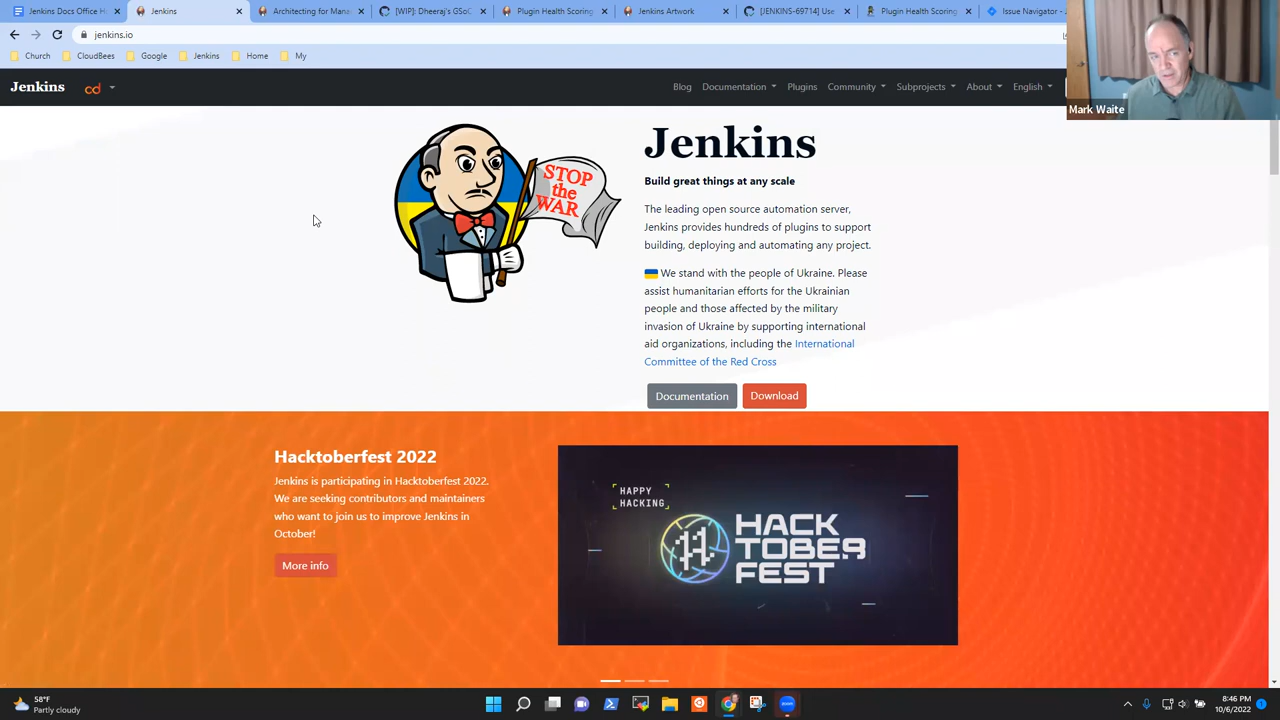 Jenkins Docs Office Ho
Jenkins
Architecting for Mana
[WIP]: Dheeraj's GSoC
Plugin Health Scoring
Jenkins Artwork
[JENKINS-69714] Use
Plugin Health Scoring
Issue Navigator -
jenkins.io
Church
CloudBees
Google
Jenkins
Home
My
Jenkins
cd
Blog
Documentation
Plugins
Community
Subprojects
About
English
Mark Waite
STOP
the
WAR
Jenkins
Build great things at any scale
The leading open source automation server,
Jenkins provides hundreds of plugins to support
building, deploying and automating any project.
We stand with the people of Ukraine. Please
assist humanitarian efforts for the Ukrainian
people and those affected by the military
invasion of Ukraine by supporting international
aid organizations, including the International
Committee of the Red Cross
Documentation
Download
Hacktoberfest 2022
Jenkins is participating in Hacktoberfest 2022.
We are seeking contributors and maintainers
who want to join us to improve Jenkins in
October!
More info
HAPPY
HACKING
HACK
TOBER
FEST
58°F
Partly cloudy
8:46 PM
10/6/2022